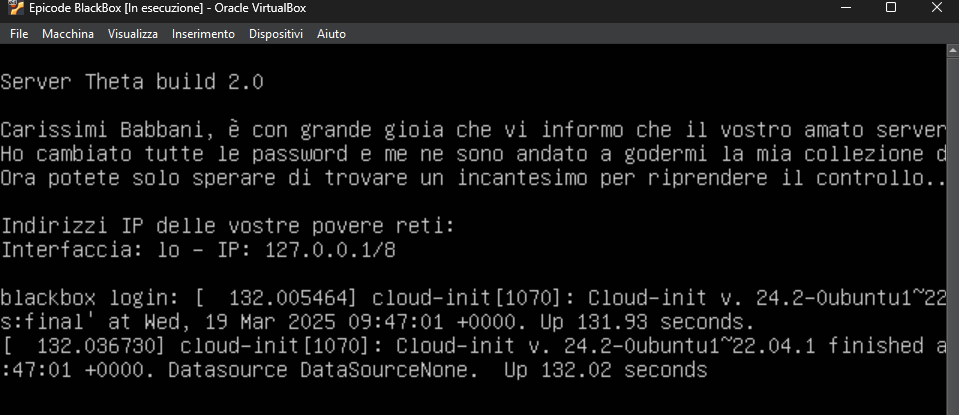 Epicode BlackBox [In esecuzione] - Oracle VirtualBox
File Macchina Visualizza Inserimento Dispositivi Aiuto
Server Theta build 2.0
Carissimi Babbani, è con grande gioia che vi informo che il vostro amato server
Ho cambiato tutte le password e me ne sono andato a godermi la mia collezione d
Ora potete solo sperare di trovare un incantesimo per riprendere il controllo..
Indirizzi IP delle vostre povere reti:
Interfaccia: lo - IP: 127.0.0.1/8
blackbox login: [  132.005464] cloud-init[1070]: Cloud-init v. 24.2-0ubuntu1~22
s:final' at Wed, 19 Mar 2025 09:47:01 +0000. Up 131.93 seconds.
[  132.036730] cloud-init[1070]: Cloud-init v. 24.2-0ubuntu1~22.04.1 finished a
:47:01 +0000. Datasource DataSourceNone.  Up 132.02 seconds